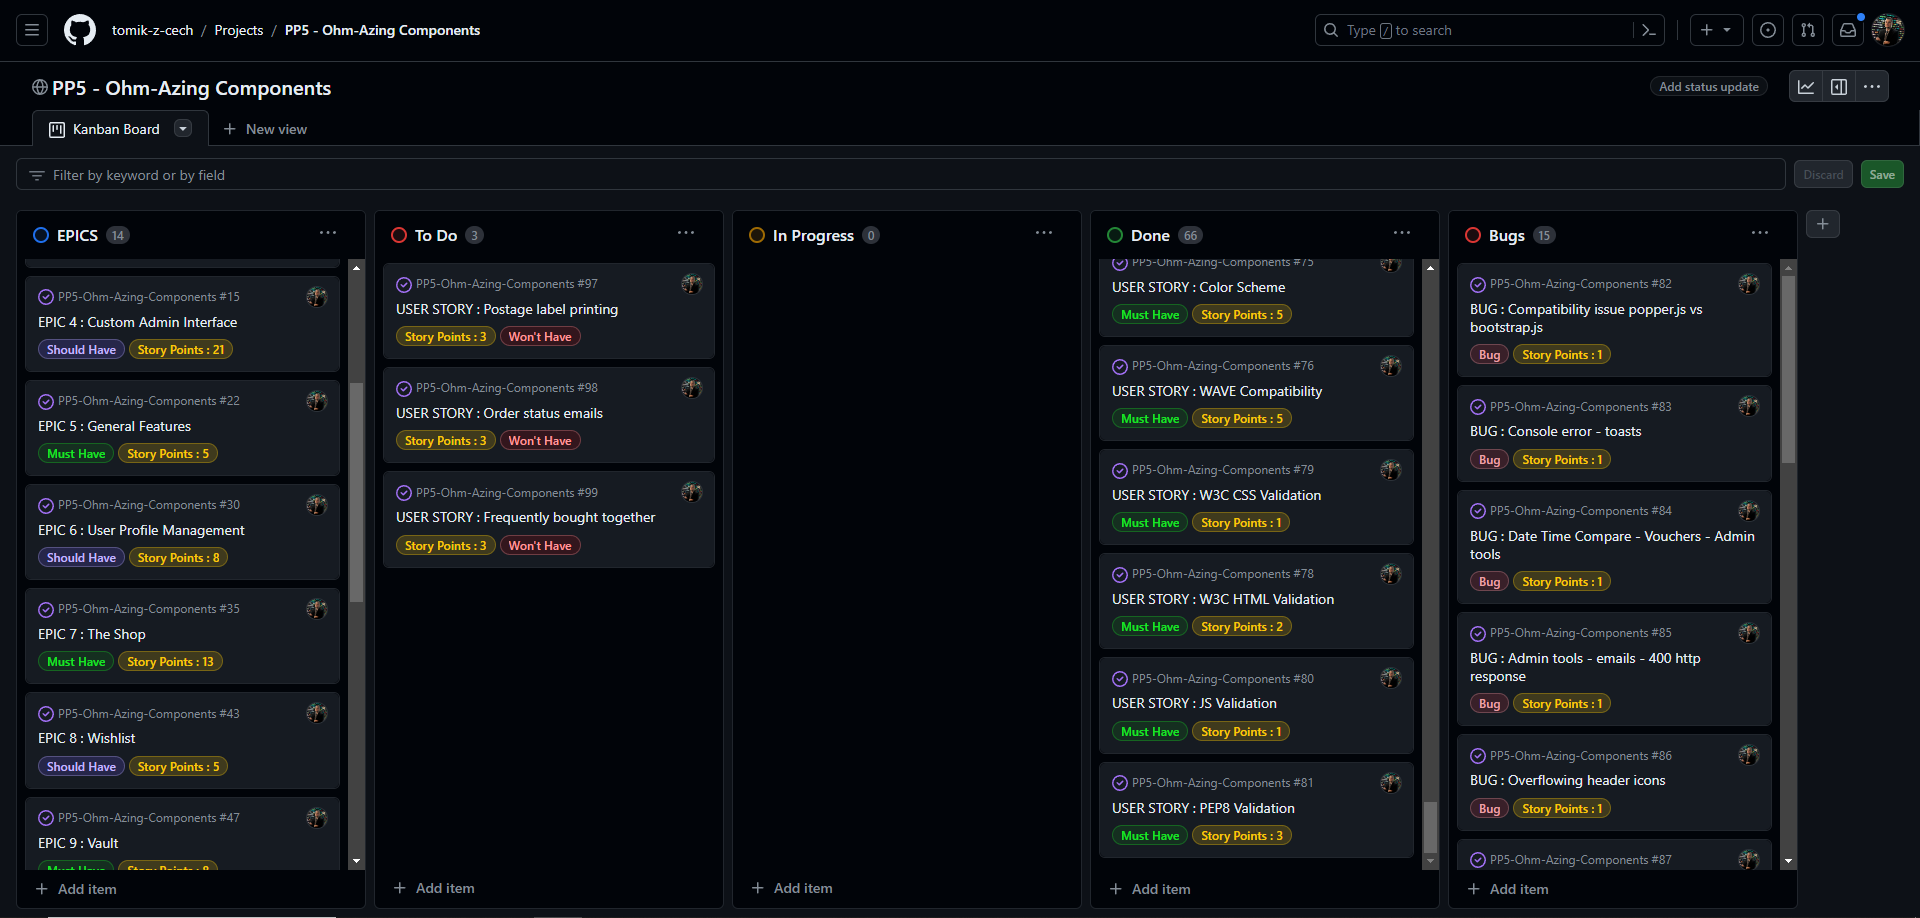 tomik-z-cech / Projects / PP5 - Ohm-Azing Components
Type / to search
PP5 - Ohm-Azing Components
Add status update
Kanban Board
New view
Filter by keyword or by field
Discard
Save
EPICS 14
PP5-Ohm-Azing-Components #15
EPIC 4 : Custom Admin Interface
Should Have Story Points : 21
PP5-Ohm-Azing-Components #22
EPIC 5 : General Features
Must Have Story Points : 5
PP5-Ohm-Azing-Components #30
EPIC 6 : User Profile Management
Should Have Story Points : 8
PP5-Ohm-Azing-Components #35
EPIC 7 : The Shop
Must Have Story Points : 13
PP5-Ohm-Azing-Components #43
EPIC 8 : Wishlist
Should Have Story Points : 5
PP5-Ohm-Azing-Components #47
EPIC 9 : Vault
Must Have Story Points : 8
Add item
To Do 3
PP5-Ohm-Azing-Components #97
USER STORY : Postage label printing
Story Points : 3 Won't Have
PP5-Ohm-Azing-Components #98
USER STORY : Order status emails
Story Points : 3 Won't Have
PP5-Ohm-Azing-Components #99
USER STORY : Frequently bought together
Story Points : 3 Won't Have
Add item
In Progress 0
Add item
Done 66
PP5-Ohm-Azing-Components #75
USER STORY : Color Scheme
Must Have Story Points : 5
PP5-Ohm-Azing-Components #76
USER STORY : WAVE Compatibility
Must Have Story Points : 5
PP5-Ohm-Azing-Components #79
USER STORY : W3C CSS Validation
Must Have Story Points : 1
PP5-Ohm-Azing-Components #78
USER STORY : W3C HTML Validation
Must Have Story Points : 2
PP5-Ohm-Azing-Components #80
USER STORY : JS Validation
Must Have Story Points : 1
PP5-Ohm-Azing-Components #81
USER STORY : PEP8 Validation
Must Have Story Points : 3
Add item
Bugs 15
PP5-Ohm-Azing-Components #82
BUG : Compatibility issue popper.js vs
bootstrap.js
Bug Story Points : 1
PP5-Ohm-Azing-Components #83
BUG : Console error - toasts
Bug Story Points : 1
PP5-Ohm-Azing-Components #84
BUG : Date Time Compare - Vouchers - Admin
tools
Bug Story Points : 1
PP5-Ohm-Azing-Components #85
BUG : Admin tools - emails - 400 http
response
Bug Story Points : 1
PP5-Ohm-Azing-Components #86
BUG : Overflowing header icons
Bug Story Points : 1
PP5-Ohm-Azing-Components #87
Add item